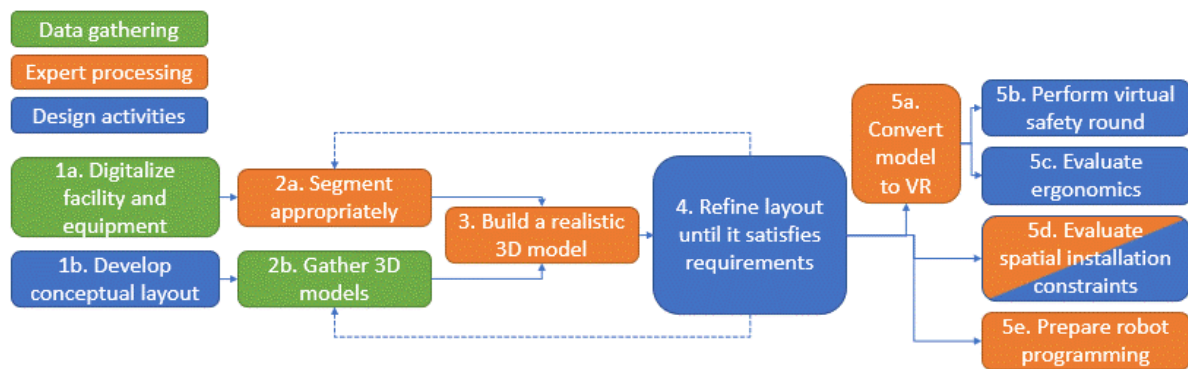 Data gathering
Expert processing
Design activities
1a. Digitalize
facility and
equipment
1b. Develop
conceptual layout
2a. Segment
appropriately
2b. Gather 3D
models
3. Build a realistic
3D model
4. Refine layout
until it satisfies
requirements
5a.
Convert
model
to VR
5b. Perform virtual
safety round
5c. Evaluate
ergonomics
5d. Evaluate
spatial installation
constraints
5e. Prepare robot
programming